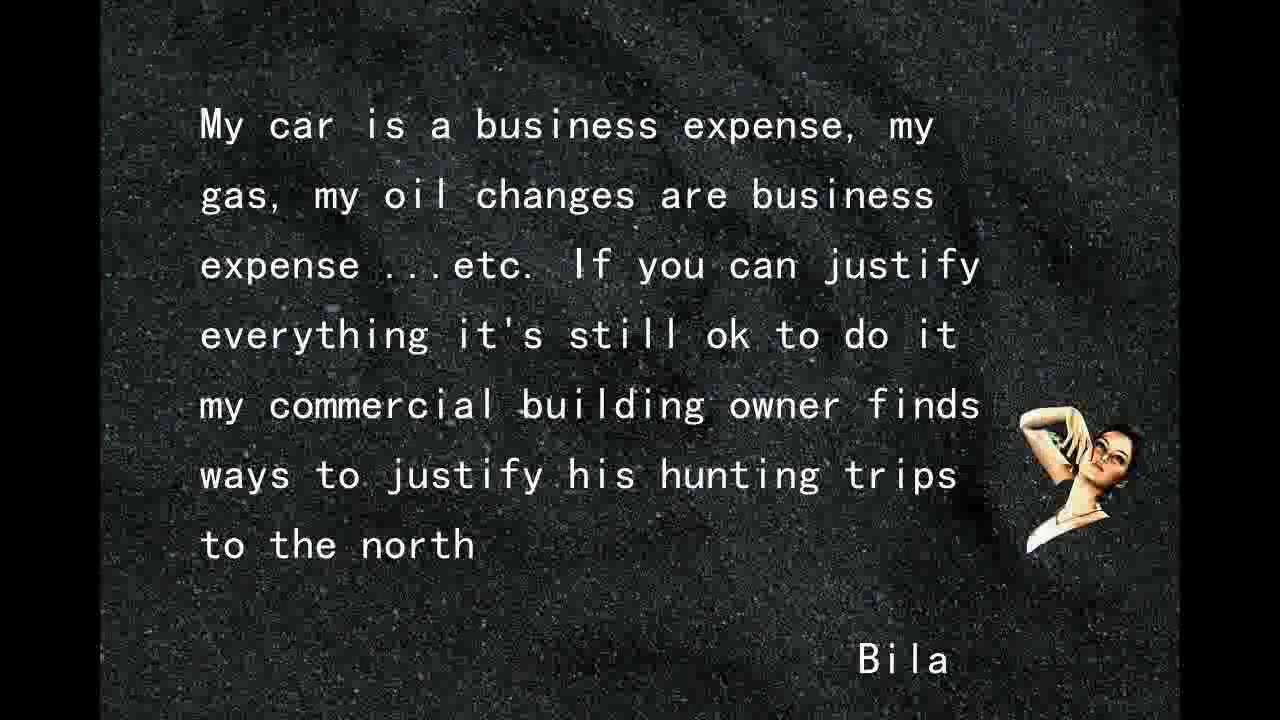 My car is a business expense, my
gas, my oil changes are business
expense ...etc. If you can justify
everything it's still ok to do it
my commercial building owner finds
ways to justify his hunting trips
to the north
Bila